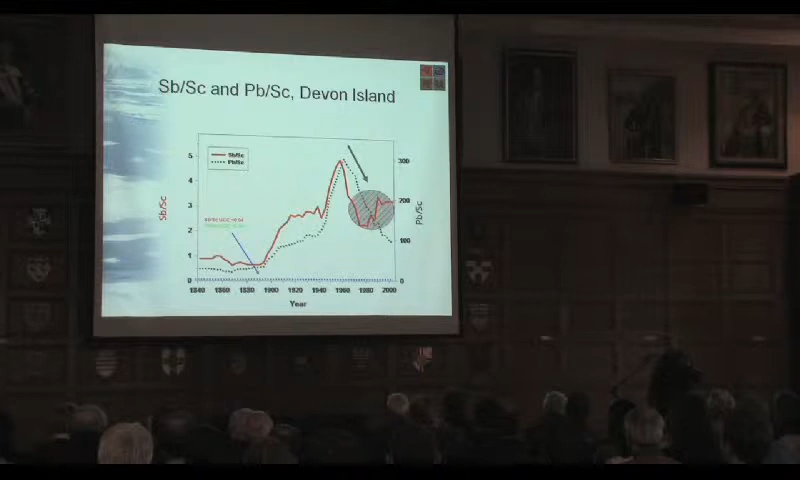 Sb/Sc and Pb/Sc, Devon Island
Sb/Sc
Pb/Sc
5
4
3
2
1
0
Sb/Sc
300
200
100
0
Pb/Sc
1840 1860 1880 1900 1920 1940 1960 1980 2000
Year